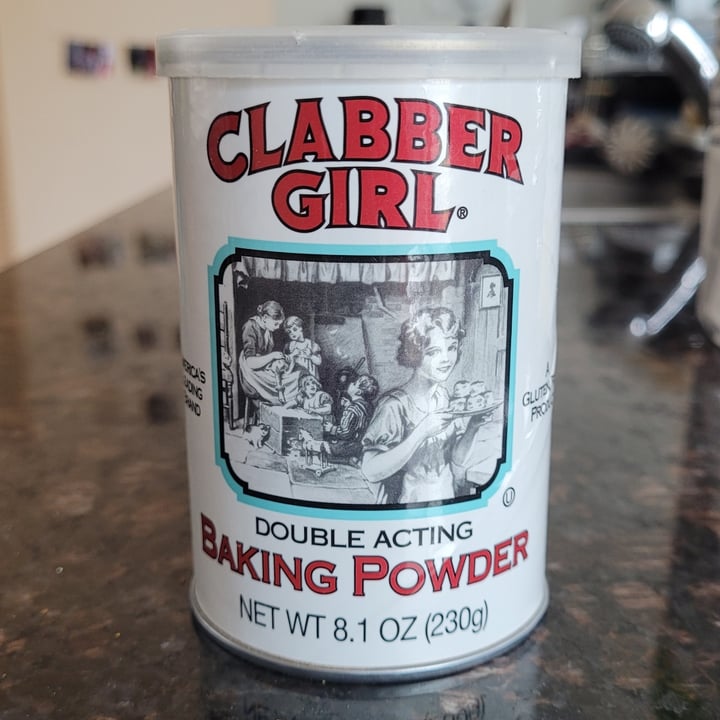 CLABBER
GIRL®
A
DOUBLE ACTING
BAKING POWDER
NET WT 8.1 OZ (230g)
U